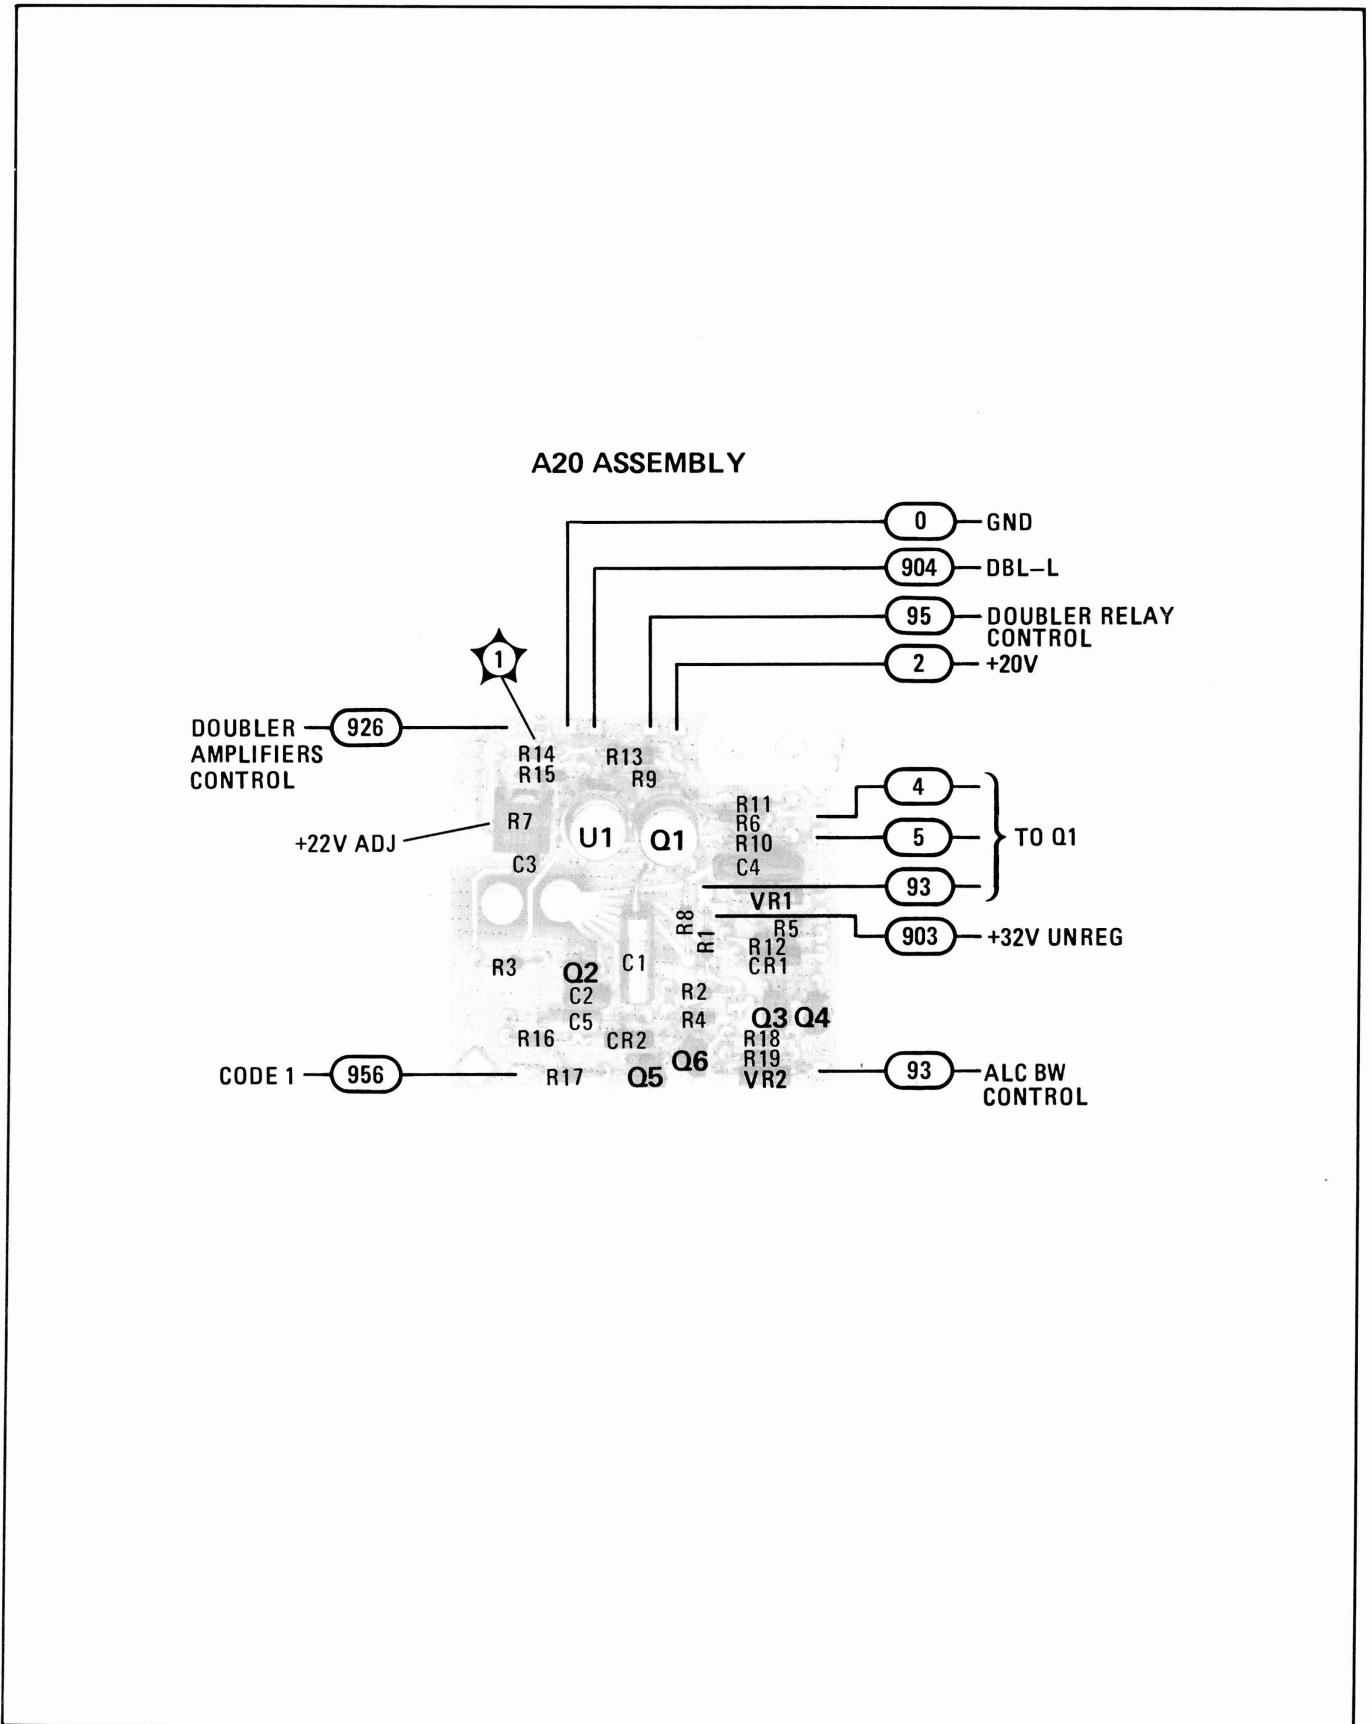 A20 ASSEMBLY
0 GND
904 DBL–L
95 DOUBLER RELAY
CONTROL
2 +20V
1
DOUBLER 926
AMPLIFIERS
CONTROL
R14
R15
R13
R9
R7
+22V ADJ
U1
Q1
R11
R6
R10
C4
4
5
93
TO Q1
C3
VR1
903 +32V UNREG
R8
R1
R5
R12
CR1
R3
Q2
C2
C1
R2
C5
R4
Q3 Q4
R16
CR2
R18
R19
VR2
Q6
CODE 1 956
R17
Q5
93 ALC BW
CONTROL